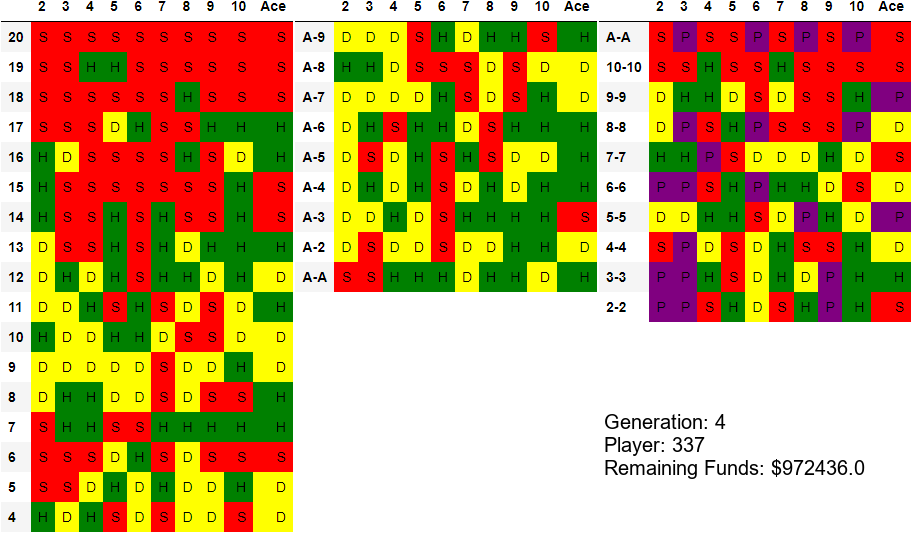 2 3 4 5 6 7 8 9 10 Ace
20 S S S S S S S S S S
19 S S H H S S S S S S
18 S S S S S S H S S S
17 S S S D H S S H H H
16 H D S S S S H S D H
15 H S S S S S S S H S
14 H S S H S H S S H S
13 D S S H S H D H H H
12 D H D H S H H D H D
11 D D H S H S D S D H
10 H D D H H D S S D D
9 D D D D D S D D H D
8 D H H D D S D S S H
7 S H H S S H H H H H
6 S S S D H S D S S S
5 S S D H D H D D H D
4 H D H S D S D D S D
2 3 4 5 6 7 8 9 10 Ace
A-9 D D D S H D H H S H
A-8 H H D S S S D S D D
A-7 D D D D H S D S H D
A-6 D H S H H D S H H H
A-5 D S D H S H S D D H
A-4 D H D H S D H D H H
A-3 D D H D S H H H H S
A-2 D S D D S D D H H D
A-A S S H H H D H H D H
2 3 4 5 6 7 8 9 10 Ace
A-A S P S S P S P S P S
10-10 S S H S S H S S S S
9-9 D H H D S D S S H P
8-8 D P S H P S S S P D
7-7 H H P S D D D H D S
6-6 P P S H P H H D S D
5-5 D D H H S D P H D P
4-4 S P D S D H S S H D
3-3 P P H S D H D P H H
2-2 P P S H D S H P H S
Generation: 4
Player: 337
Remaining Funds: $972436.0